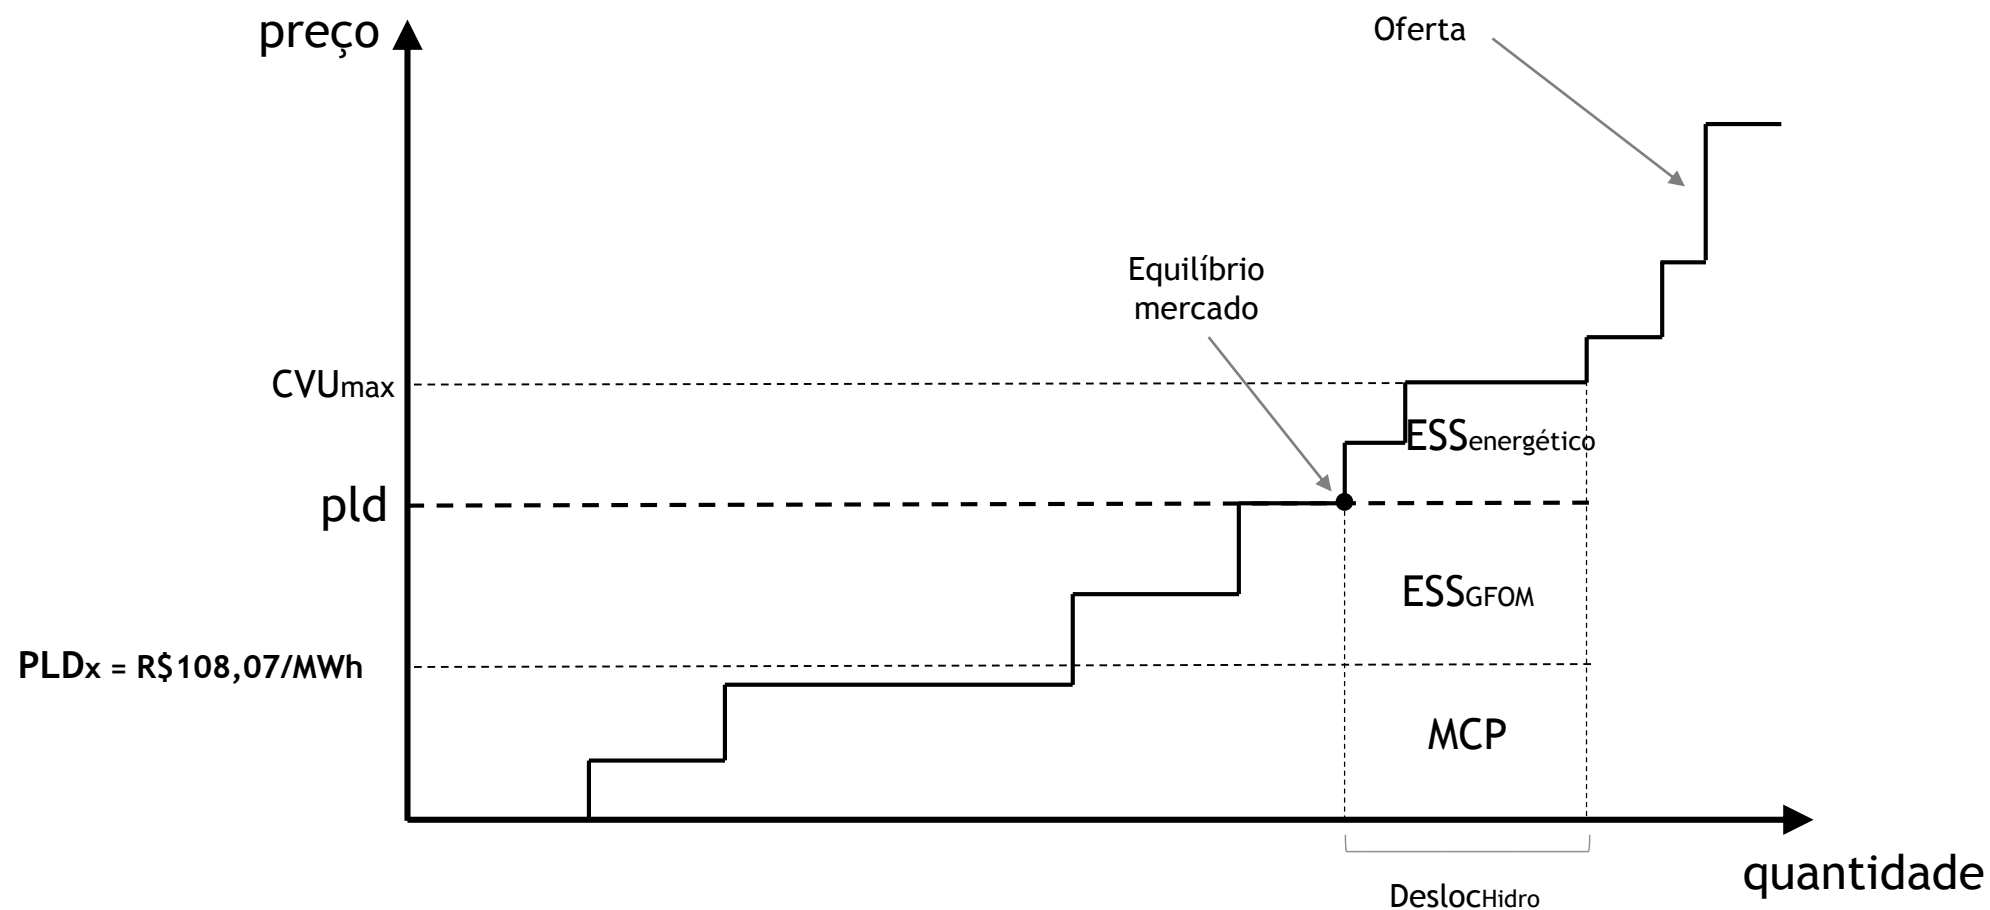 preço
Oferta
Equilíbrio
mercado
CVUmax
ESSenergético
pld
ESSGFOM
PLDx = R$108,07/MWh
MCP
quantidade
DeslocHidro